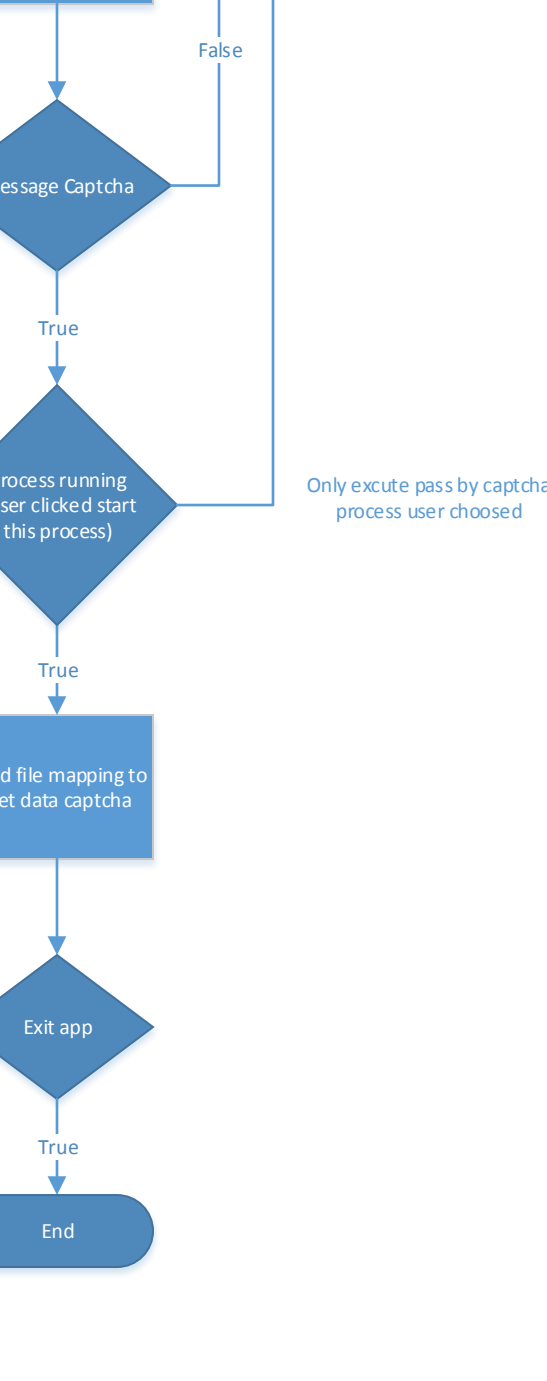 False
essage Captcha
True
rocess running
ser clicked start
this process)
Only excute pass by captcha
process user choosed
True
d file mapping to
et data captcha
Exit app
True
End